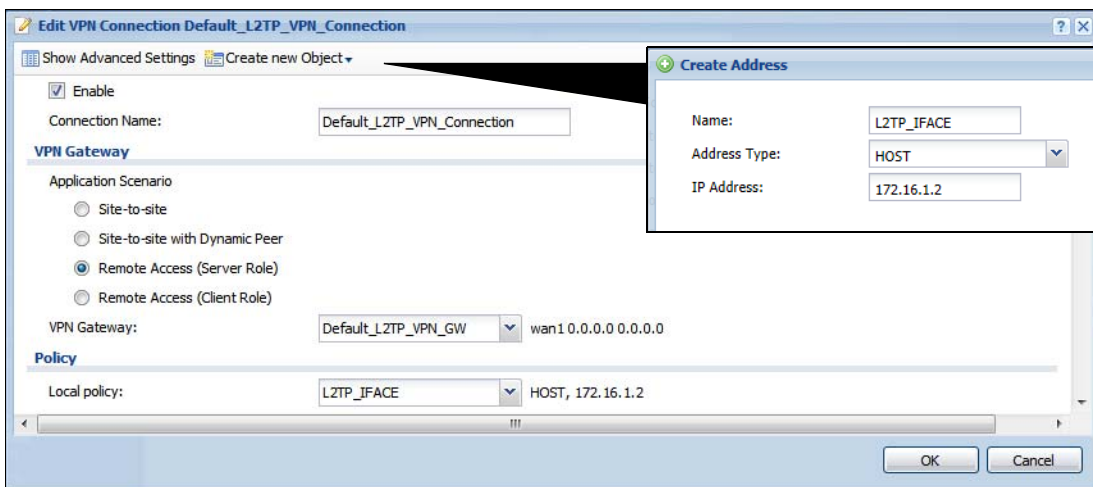 Edit VPN Connection Default_L2TP_VPN_Connection
Show Advanced Settings Create new Object
Enable
Connection Name: Default_L2TP_VPN_Connection
VPN Gateway
Application Scenario
Site-to-site
Site-to-site with Dynamic Peer
Remote Access (Server Role)
Remote Access (Client Role)
VPN Gateway: Default_L2TP_VPN_GW wan1 0.0.0.0 0.0.0.0
Policy
Local policy: L2TP_IFACE HOST, 172.16.1.2
OK Cancel
Create Address
Name: L2TP_IFACE
Address Type: HOST
IP Address: 172.16.1.2